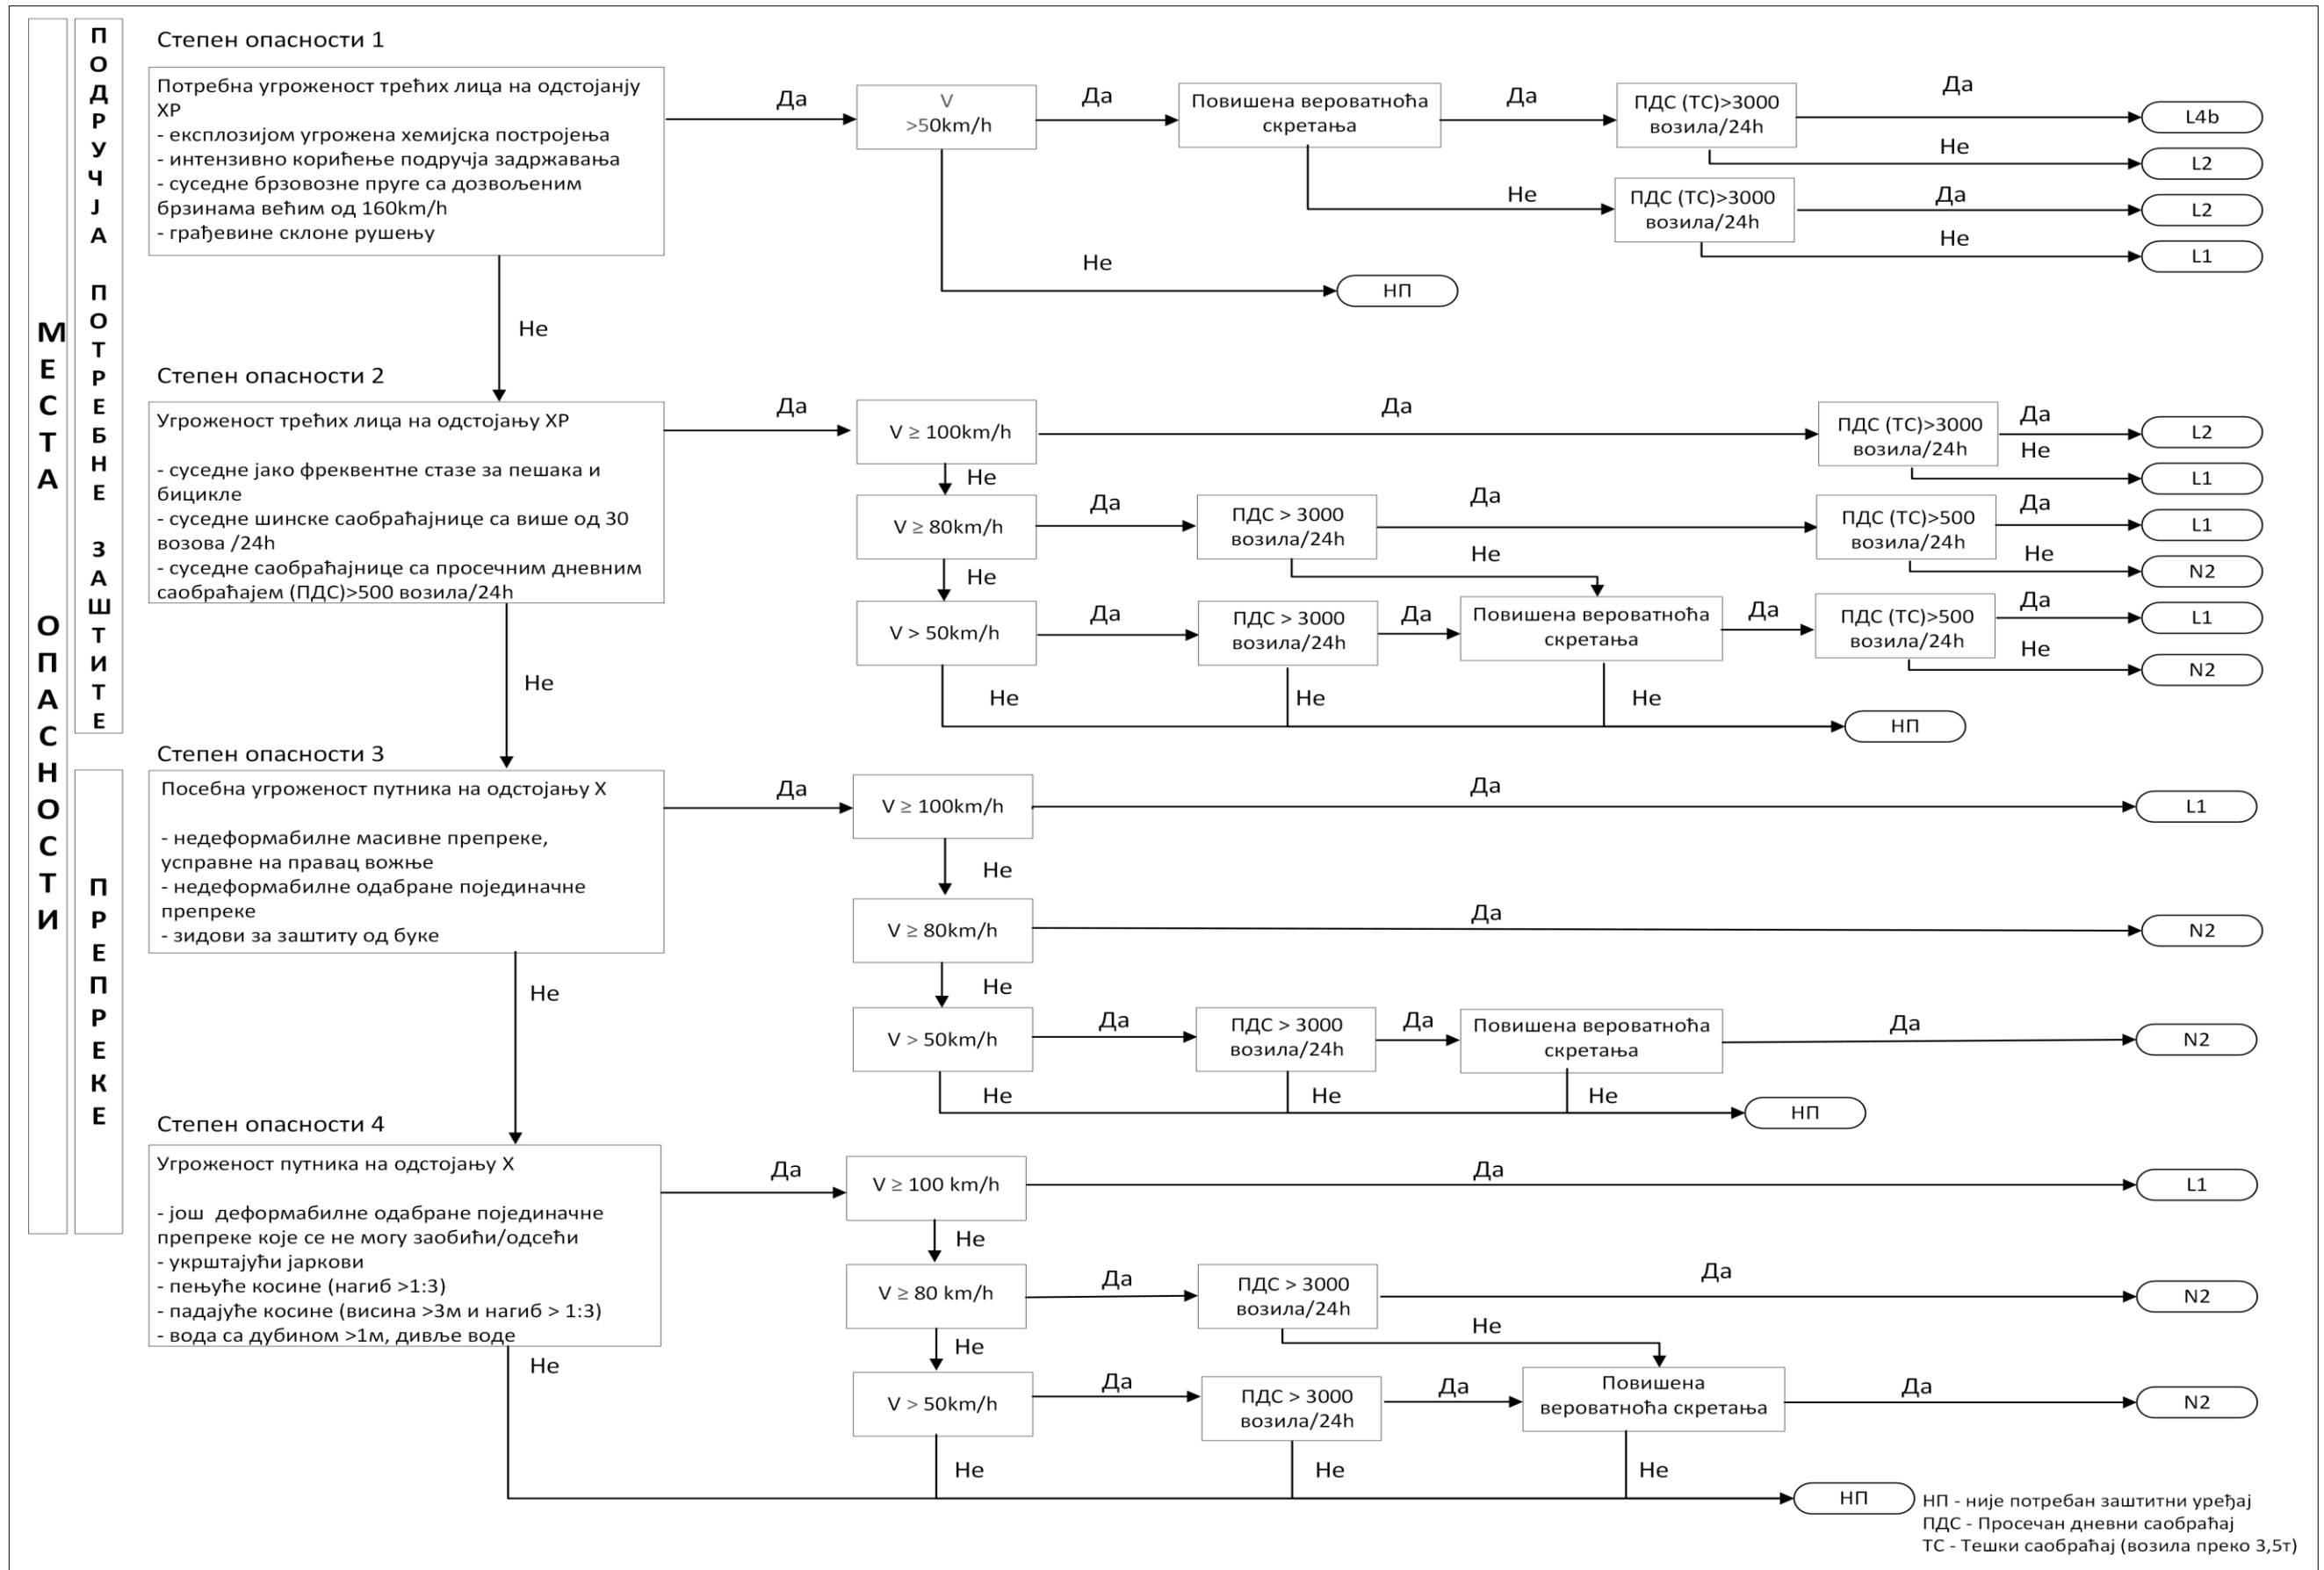 МЕСТА ОПАСНОСТИ
ПОДРУЧЈА ПОТРЕБНЕ ЗАШТИТЕ
ПРЕПРЕКЕ
Степен опасности 1
Потребна угроженост трећих лица на одстојанју
ХР
- експлозијом угрожена хемијска постројења
- интензивно корићење подручја задржавања
- суседне брзовозне пруге са дозвољеним
брзинама већим од 160km/h
- грађевине склоне рушењу
Да
V
>50km/h
Да
Повишена вероватноћа
скретања
Да
ПДС (ТС)>3000
возила/24h
Да
L4b
Не
L2
Не
ПДС (ТС)>3000
возила/24h
Да
L2
Не
L1
Не
НП
Не
Степен опасности 2
Угроженост трећих лица на одстојању ХР
- суседне јако фреквентне стазе за пешака и
бицикле
- суседне шинске саобраћајнице са више од 30
возова /24h
- суседне саобраћајнице са просечним дневним
саобраћајем (ПДС)>500 возила/24h
Да
V ≥ 100km/h
Да
ПДС (ТС)>3000
возила/24h
Да
L2
Не
L1
Не
V ≥ 80km/h
Да
ПДС > 3000
возила/24h
Да
ПДС (ТС)>500
возила/24h
Да
L1
Не
N2
Не
Не
V > 50km/h
Да
ПДС > 3000
возила/24h
Да
Повишена вероватноћа
скретања
Да
ПДС (ТС)>500
возила/24h
Да
L1
Не
N2
Не
Не
Не
НП
Не
Степен опасности 3
Посебна угроженост путника на одстојању Х
- недеформабилне масивне препреке,
усправне на правац вожње
- недеформабилне одабране појединачне
препреке
- зидови за заштиту од буке
Да
V ≥ 100km/h
Да
L1
Не
V ≥ 80km/h
Да
N2
Не
V > 50km/h
Да
ПДС > 3000
возила/24h
Да
Повишена вероватноћа
скретања
Да
N2
Не
Не
Не
НП
Не
Степен опасности 4
Угроженост путника на одстојању Х
- још деформабилне одабране појединачне
препреке које се не могу заобићи/одсећи
- укрштајући јаркови
- пењуће косине (нагиб >1:3)
- падајуће косине (висина >3м и нагиб > 1:3)
- вода са дубином >1м, дивље воде
Да
V ≥ 100 km/h
Да
L1
Не
V ≥ 80 km/h
Да
ПДС > 3000
возила/24h
Да
N2
Не
Не
V > 50km/h
Да
ПДС > 3000
возила/24h
Да
Повишена
вероватноћа скретања
Да
N2
Не
Не
Не
Не
НП
НП - није потребан заштитни уређај
ПДС - Просечан дневни саобраћај
ТС - Тешки саобраћај (возила преко 3,5т)